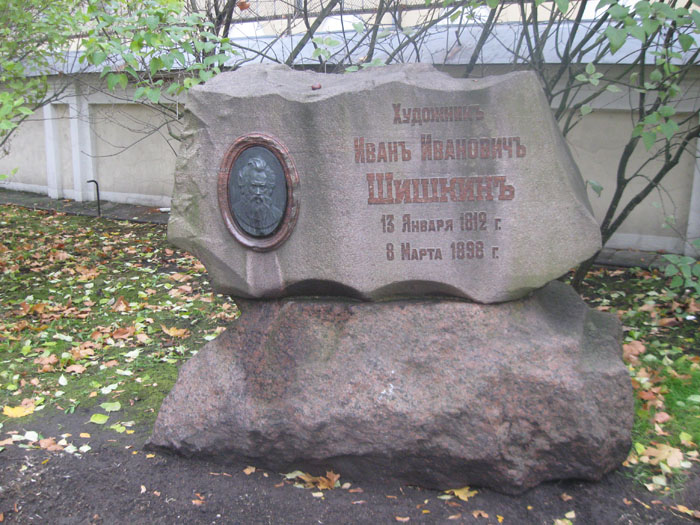 Художникъ
Иванъ Ивановичъ
Шишкинъ
13 Января 1812 г.
8 Марта 1898 г.